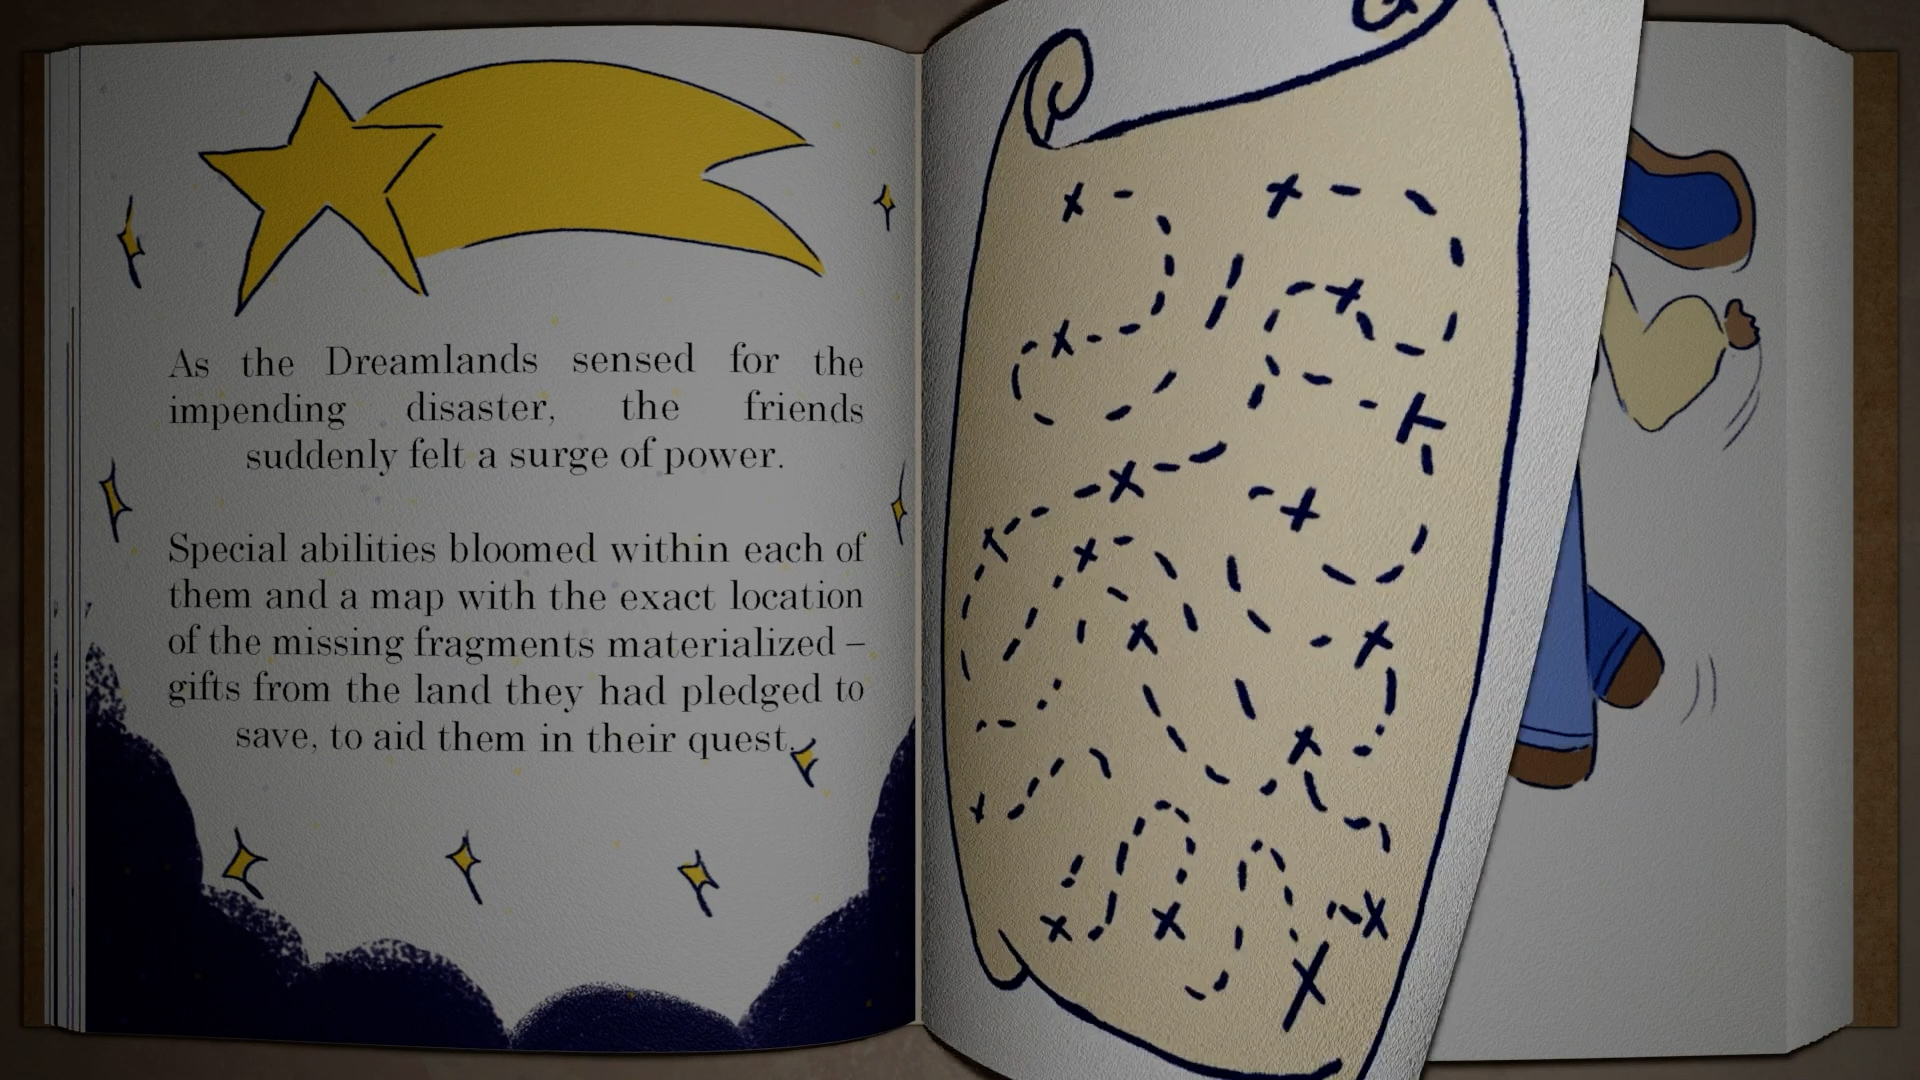 As the Dreamlands sensed for the
impending disaster, the friends
suddenly felt a surge of power.
Special abilities bloomed within each of
them and a map with the exact location
of the missing fragments materialized –
gifts from the land they had pledged to
save, to aid them in their quest.